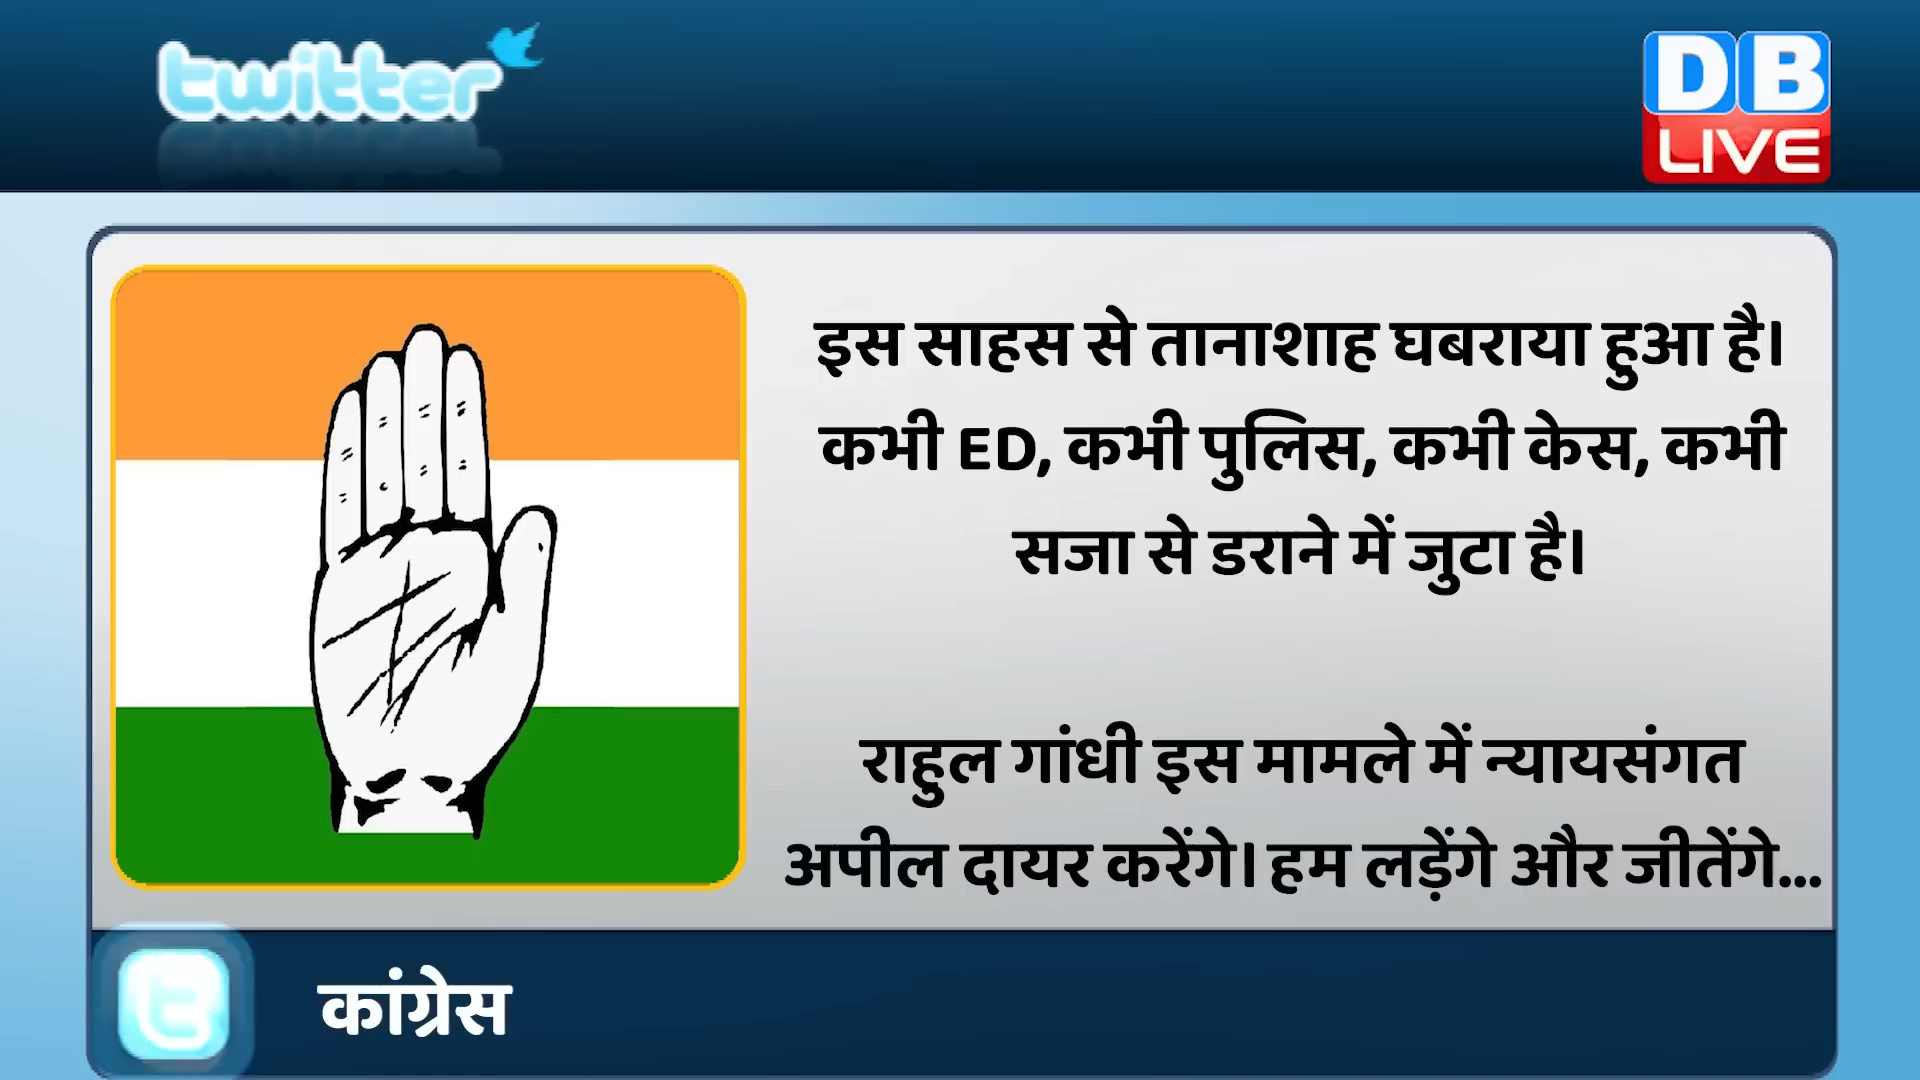 twitter
DB
LIVE
इस साहस से तानाशाह घबराया हुआ है।
कभी ED, कभी पुलिस, कभी केस, कभी
सजा से डराने में जुटा है।
राहुल गांधी इस मामले में न्यायसंगत
अपील दायर करेंगे। हम लड़ेंगे और जीतेंगे...
t
कांग्रेस